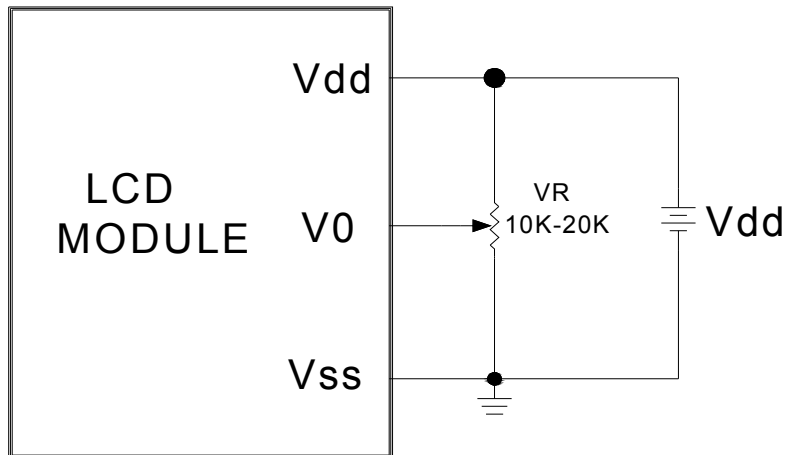 Vdd
LCD
MODULE
V0
VR
10K-20K
Vdd
Vss